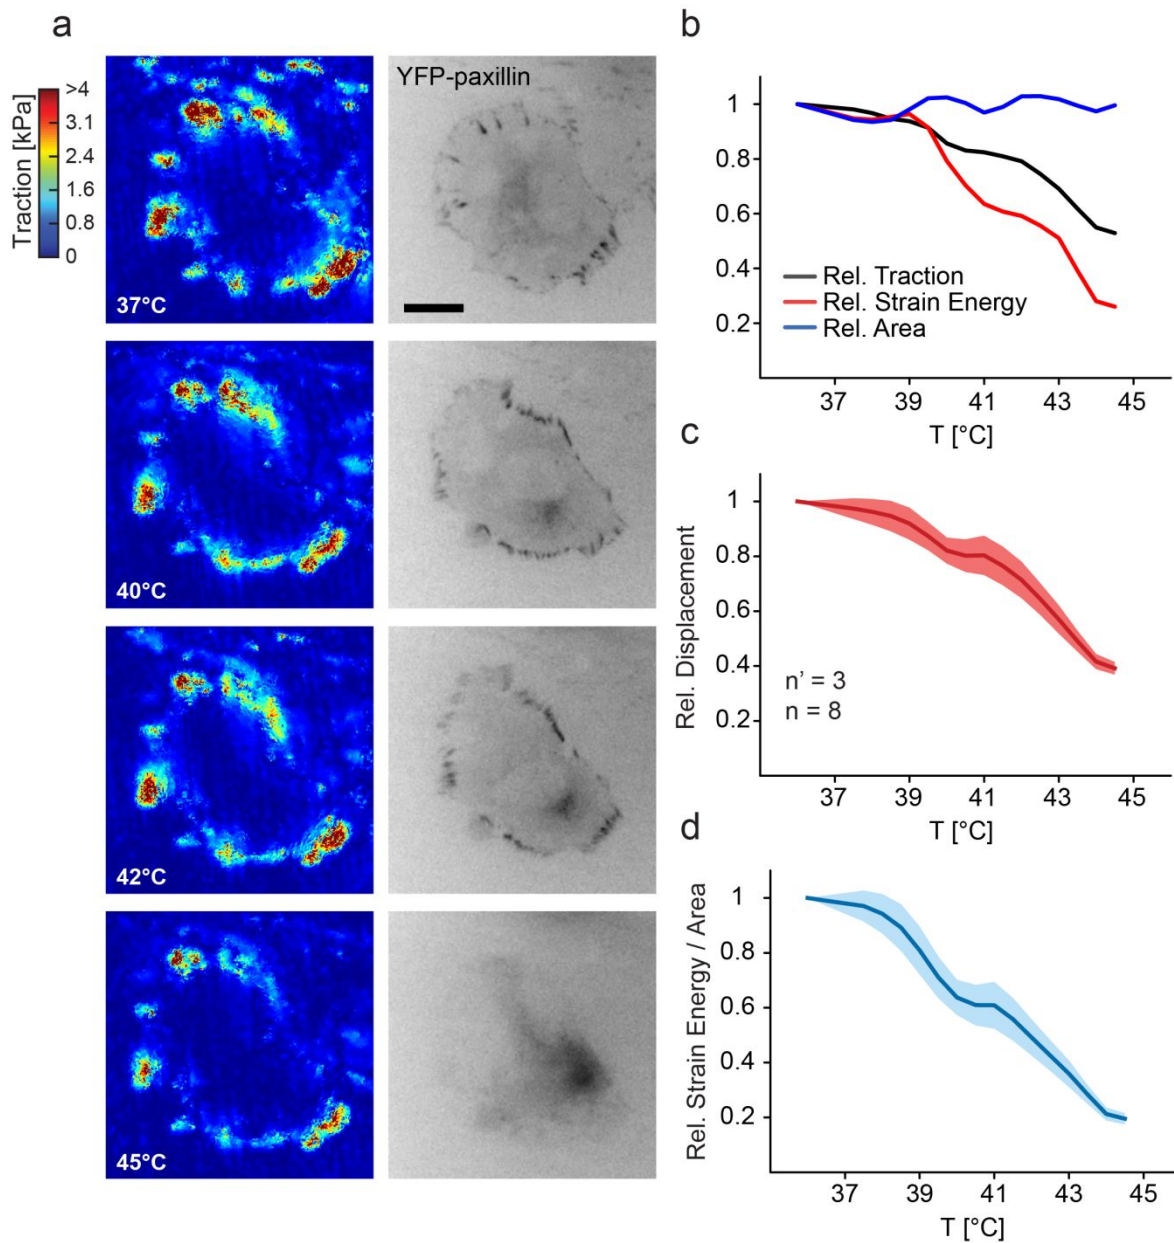 a
Traction [kPa]
>4
3.1
2.4
1.6
0.8
0
37°C
YFP-paxillin
40°C
42°C
45°C
b
1
0.8
0.6
0.4
0.2
Rel. Traction
Rel. Strain Energy
Rel. Area
37 39 41 43 45
T [°C]
c
Rel. Displacement
1
0.8
0.6
0.4
0.2
n' = 3
n = 8
37 39 41 43 45
T [°C]
d
Rel. Strain Energy / Area
1
0.8
0.6
0.4
0.2
37 39 41 43 45
T [°C]